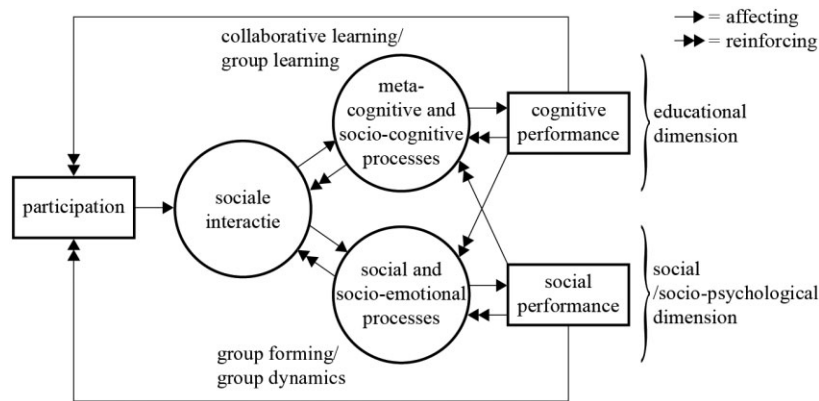 = affecting
= reinforcing
collaborative learning/
group learning
meta-
cognitive and
socio-cognitive
processes
cognitive
performance
educational
dimension
participation
sociale
interactie
social and
socio-emotional
processes
social
performance
social
/socio-psychological
dimension
group forming/
group dynamics